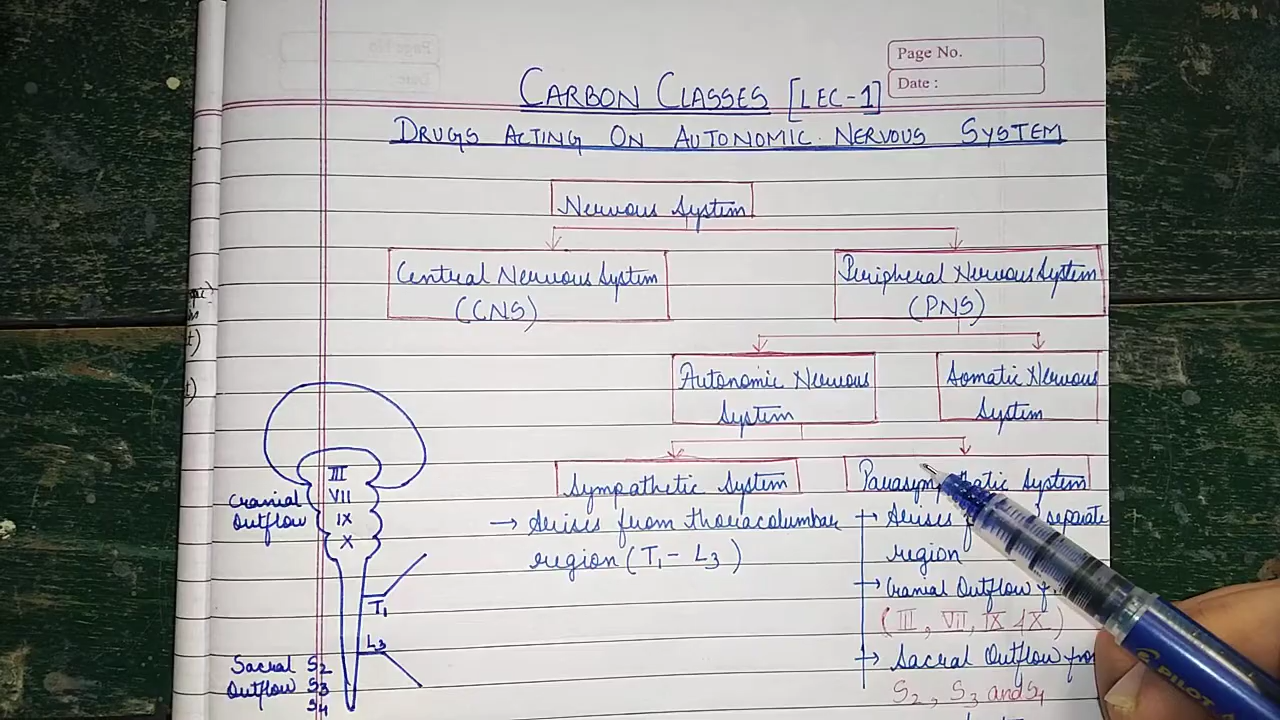 Page No.
Date :
CARBON CLASSES [LEC-1]
DRUGS ACTING ON AUTONOMIC NERVOUS SYSTEM
Nervous System
Central Nervous System
(CNS)
Peripheral Nervous System
(PNS)
Autonomic Nervous
System
Somatic Nervous
System
Sympathetic System
→ Arises from thoracolumbar
region (T₁ - L₃)
Parasympathetic System
→ Arises separate
region
→ Cranial Outflow
(III, VII, IX & X)
→ Sacral Outflow from
S₂, S₃ and S₄
Cranial
Outflow
III
VII
IX
X
T₁
L₃
Sacral S₂
Outflow S₃
S₄
PILOT